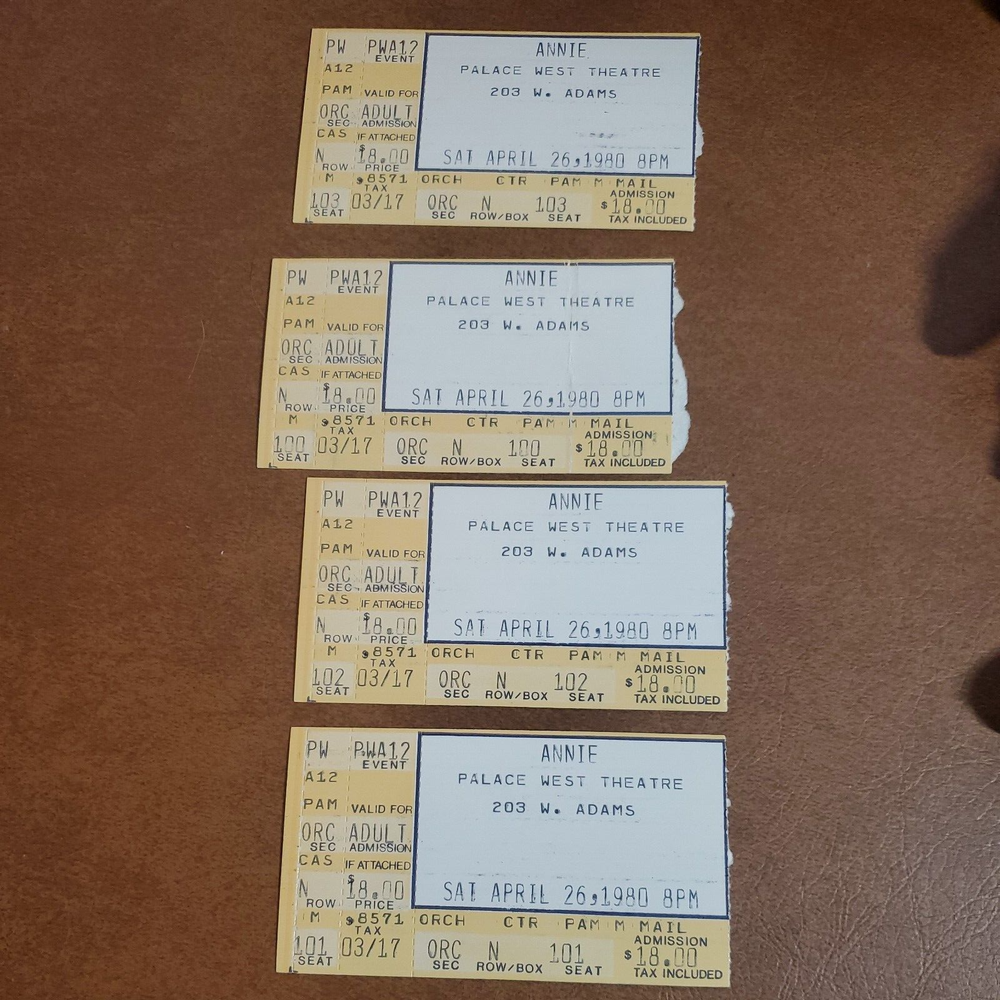 PW PWA12 ANNIE
EVENT
A12 PALACE WEST THEATRE
PAM VALID FOR 203 W. ADAMS
ORC ADULT
SEC ADMISSION
CAS IF ATTACHED
N $18.00 SAT APRIL 26,1980 8PM
ROW PRICE
M .8571 ORCH CTR PAM M MAIL
TAX ADMISSION
103 03/17 ORC N 103 $18.00
SEAT SEC ROW/BOX SEAT TAX INCLUDED
PW PWA12 ANNIE
EVENT
A12 PALACE WEST THEATRE
PAM VALID FOR 203 W. ADAMS
ORC ADULT
SEC ADMISSION
CAS IF ATTACHED
N $18.00 SAT APRIL 26,1980 8PM
ROW PRICE
M .8571 ORCH CTR PAM M MAIL
TAX ADMISSION
100 03/17 ORC N 100 $18.00
SEAT SEC ROW/BOX SEAT TAX INCLUDED
PW PWA12 ANNIE
EVENT
A12 PALACE WEST THEATRE
PAM VALID FOR 203 W. ADAMS
ORC ADULT
SEC ADMISSION
CAS IF ATTACHED
N $18.00 SAT APRIL 26,1980 8PM
ROW PRICE
M .8571 ORCH CTR PAM M MAIL
TAX ADMISSION
102 03/17 ORC N 102 $18.00
SEAT SEC ROW/BOX SEAT TAX INCLUDED
PW PWA12 ANNIE
EVENT
A12 PALACE WEST THEATRE
PAM VALID FOR 203 W. ADAMS
ORC ADULT
SEC ADMISSION
CAS IF ATTACHED
N $18.00 SAT APRIL 26,1980 8PM
ROW PRICE
M .8571 ORCH CTR PAM M MAIL
TAX ADMISSION
101 03/17 ORC N 101 $18.00
SEAT SEC ROW/BOX SEAT TAX INCLUDED